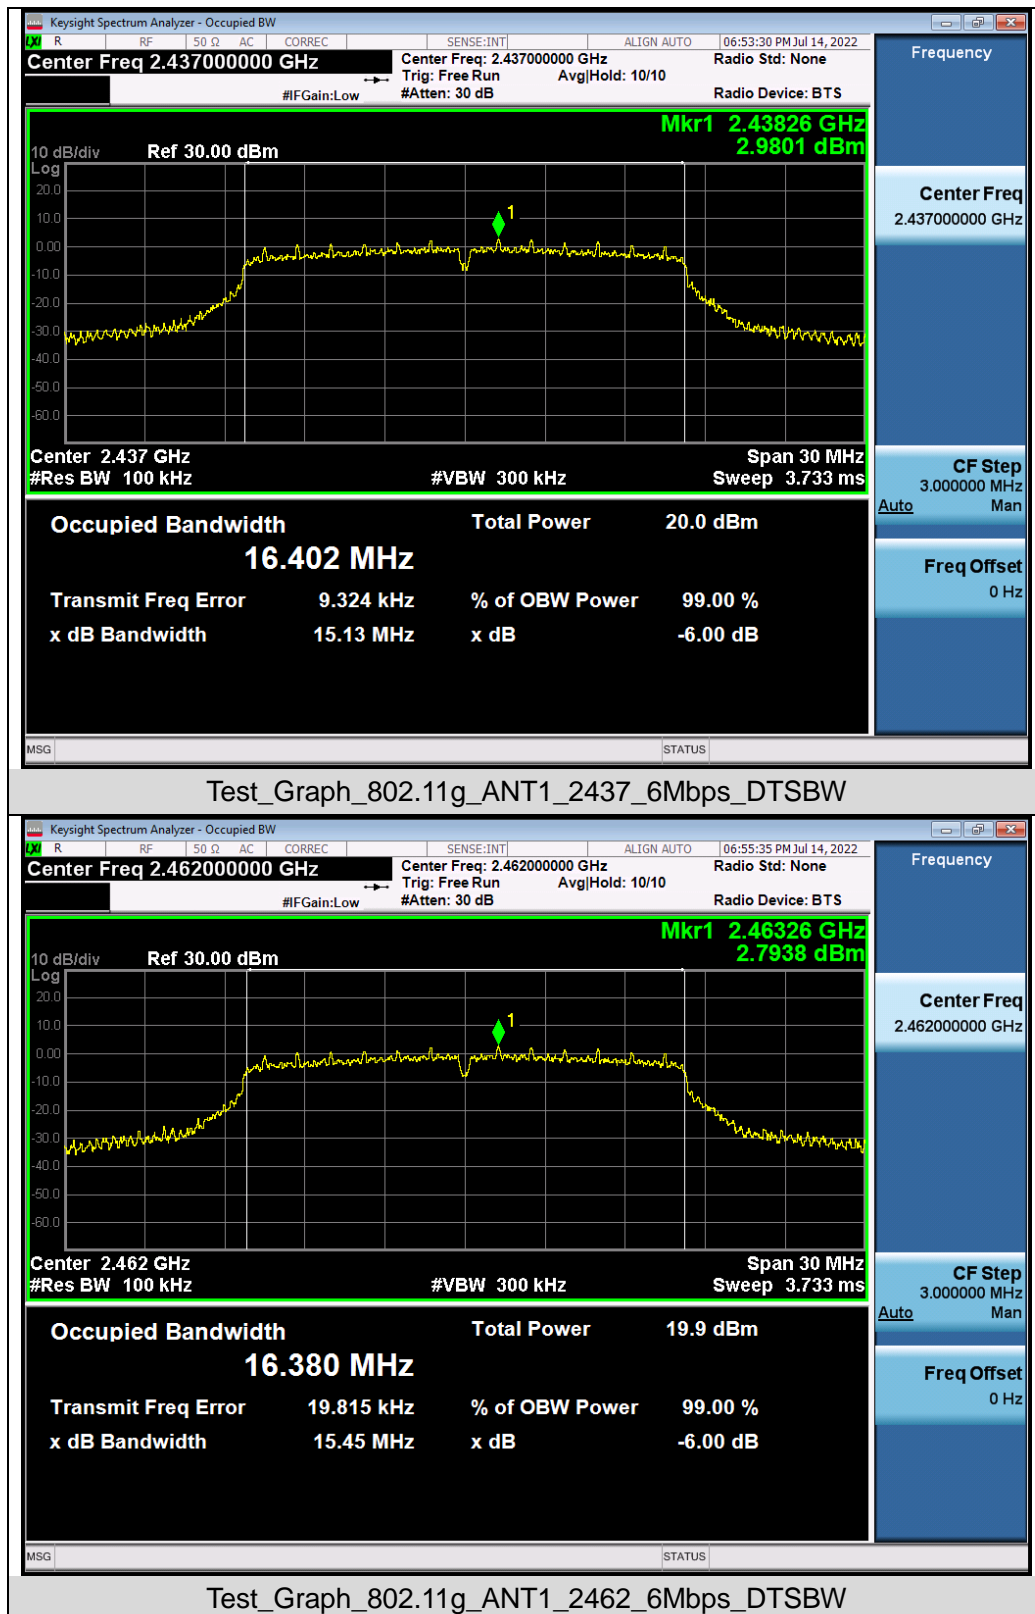 Keysight Spectrum Analyzer - Occupied BW
LXI R RF 50 Ω AC CORREC SENSE:INT ALIGN AUTO 06:53:30 PM Jul 14, 2022
Center Freq 2.437000000 GHz
Center Freq: 2.437000000 GHz
Radio Std: None
Trig: Free Run Avg|Hold: 10/10
#IFGain:Low
#Atten: 30 dB
Radio Device: BTS
Frequency
Mkr1 2.43826 GHz
2.9801 dBm
10 dB/div Ref 30.00 dBm
Log
20.0
10.0
0.00
-10.0
-20.0
-30.0
-40.0
-50.0
-60.0
1
Center Freq
2.437000000 GHz
Center 2.437 GHz
Span 30 MHz
#Res BW 100 kHz
#VBW 300 kHz
Sweep 3.733 ms
CF Step
3.000000 MHz
Auto Man
Occupied Bandwidth
Total Power 20.0 dBm
16.402 MHz
Freq Offset
0 Hz
Transmit Freq Error 9.324 kHz % of OBW Power 99.00 %
x dB Bandwidth 15.13 MHz x dB -6.00 dB
MSG STATUS
Test_Graph_802.11g_ANT1_2437_6Mbps_DTSBW
Keysight Spectrum Analyzer - Occupied BW
LXI R RF 50 Ω AC CORREC SENSE:INT ALIGN AUTO 06:55:35 PM Jul 14, 2022
Center Freq 2.462000000 GHz
Center Freq: 2.462000000 GHz
Radio Std: None
Trig: Free Run Avg|Hold: 10/10
#IFGain:Low
#Atten: 30 dB
Radio Device: BTS
Frequency
Mkr1 2.46326 GHz
2.7938 dBm
10 dB/div Ref 30.00 dBm
Log
20.0
10.0
0.00
-10.0
-20.0
-30.0
-40.0
-50.0
-60.0
1
Center Freq
2.462000000 GHz
Center 2.462 GHz
Span 30 MHz
#Res BW 100 kHz
#VBW 300 kHz
Sweep 3.733 ms
CF Step
3.000000 MHz
Auto Man
Occupied Bandwidth
Total Power 19.9 dBm
16.380 MHz
Freq Offset
0 Hz
Transmit Freq Error 19.815 kHz % of OBW Power 99.00 %
x dB Bandwidth 15.45 MHz x dB -6.00 dB
MSG STATUS
Test_Graph_802.11g_ANT1_2462_6Mbps_DTSBW